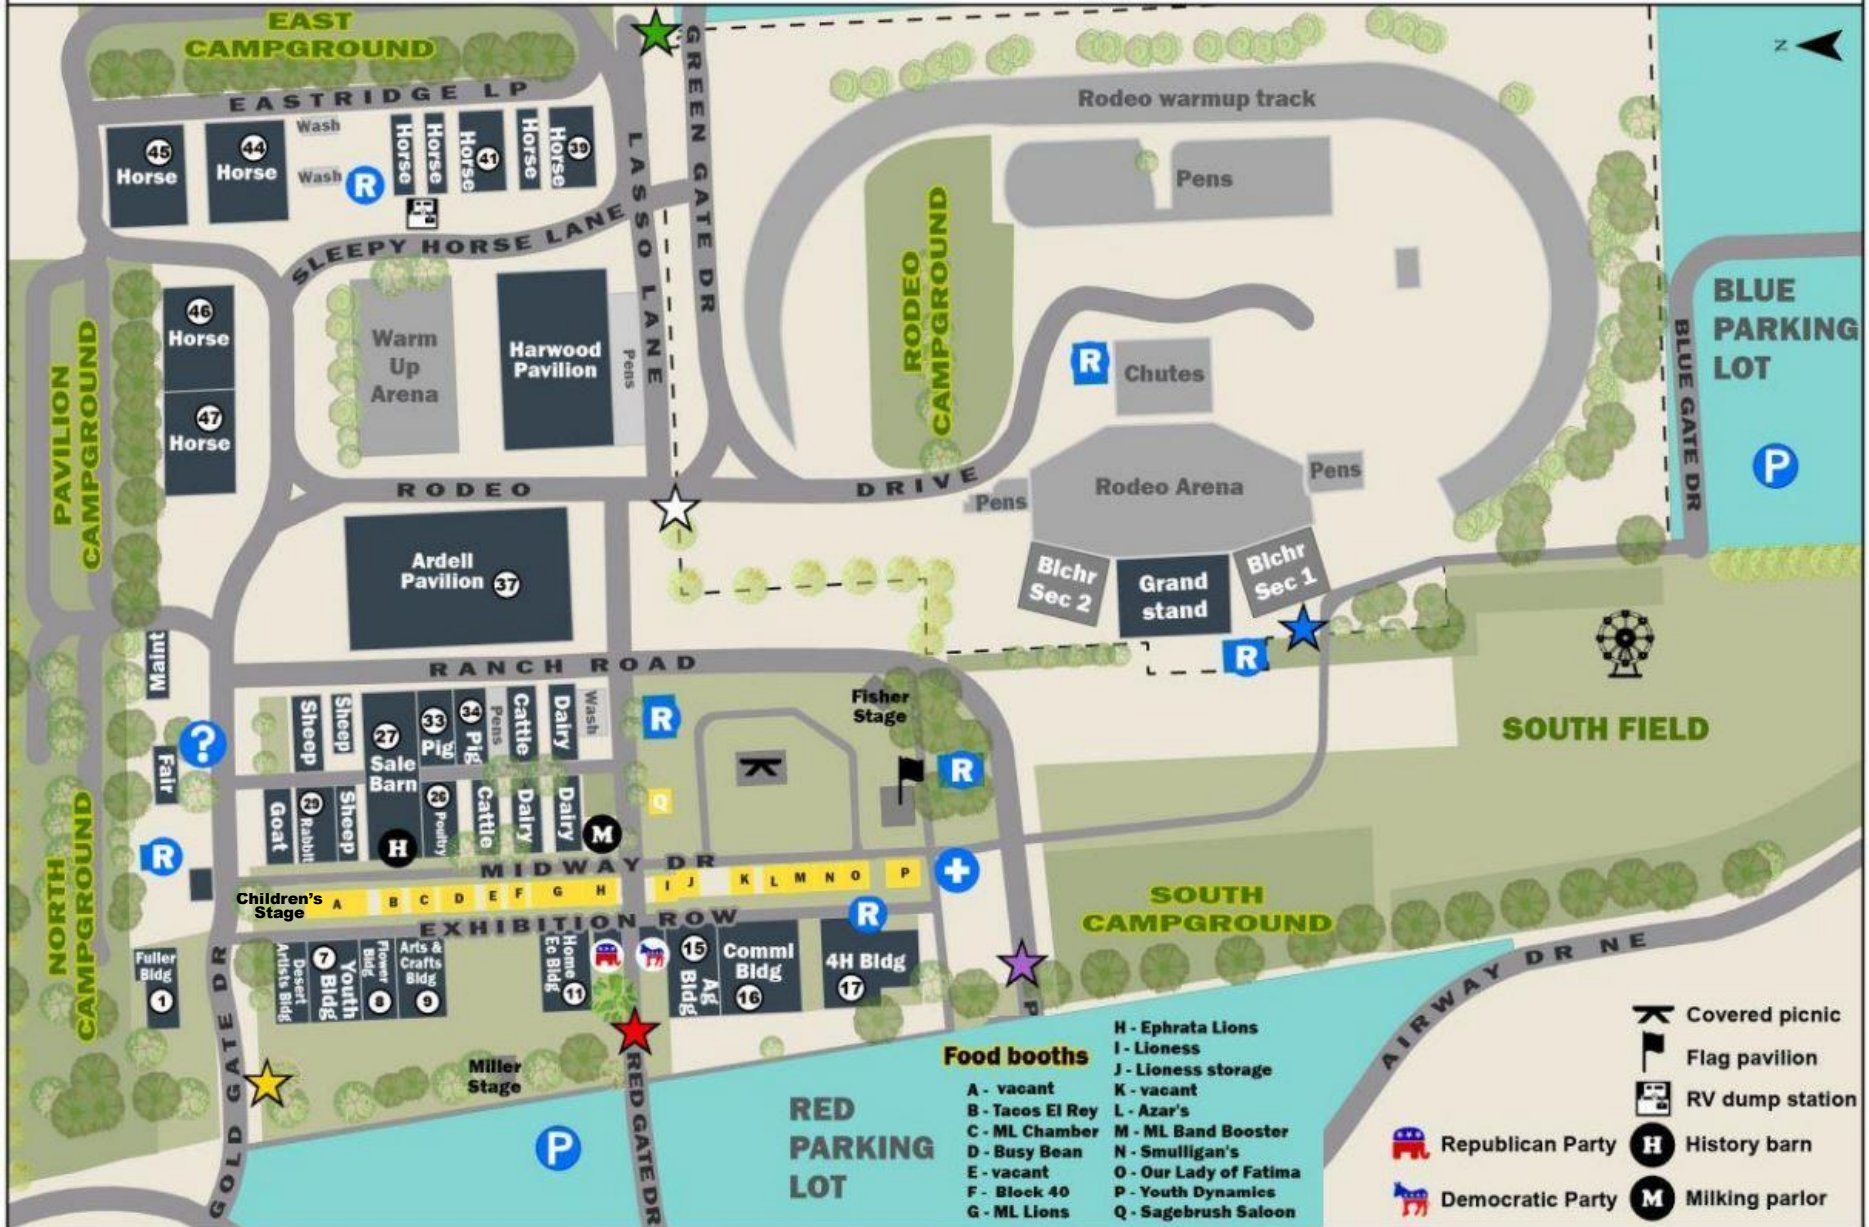 EAST
CAMPGROUND
EASTRIDGE LP
GREEN GATE DR
LASSO LANE
N
Rodeo warmup track
45
Horse
44
Horse
Wash
Wash
R
Horse
Horse
Horse
41
Horse
Horse
39
SLEEPY HORSE LANE
Pens
RODEO
CAMPGROUND
BLUE
PARKING
LOT
BLUE GATE DR
P
PAVILION
CAMPGROUND
46
Horse
47
Horse
Warm
Up
Arena
Harwood
Pavilion
Pens
R
Chutes
RODEO DRIVE
Pens
Rodeo Arena
Pens
Ardell
Pavilion 37
Blchr
Sec 2
Grand
stand
Blchr
Sec 1
R
RANCH ROAD
SOUTH FIELD
Maint
?
Fair
R
Sheep
Sheep
27
Sale
Barn
33
Pig
34
Pig
Pens
Cattle
Dairy
Wash
R
Fisher
Stage
R
Goat
29
Rabbit
Sheep
H
26
Poultry
Cattle
Dairy
Dairy
M
Q
MIDWAY DR
NORTH
CAMPGROUND
Children's
Stage
A B C D E F G H I J K L M N O P
EXHIBITION ROW
R
SOUTH
CAMPGROUND
Fuller
Bldg
1
GOLD GATE DR
Desert
Artists Bldg
7
Youth
Bldg
Flower
Bldg
8
Arts &
Crafts
Bldg
9
Home
Ec Bldg
11
15
Ag
Bldg
Comml
Bldg
16
4H Bldg
17
P
AIRWAY DR NE
Miller
Stage
RED GATE DR
P
RED
PARKING
LOT
Food booths
A - vacant
B - Tacos El Rey
C - ML Chamber
D - Busy Bean
E - vacant
F - Block 40
G - ML Lions
H - Ephrata Lions
I - Lioness
J - Lioness storage
K - vacant
L - Azar's
M - ML Band Booster
N - Smulligan's
O - Our Lady of Fatima
P - Youth Dynamics
Q - Sagebrush Saloon
Covered picnic
Flag pavilion
RV dump station
Republican Party
H History barn
Democratic Party
M Milking parlor